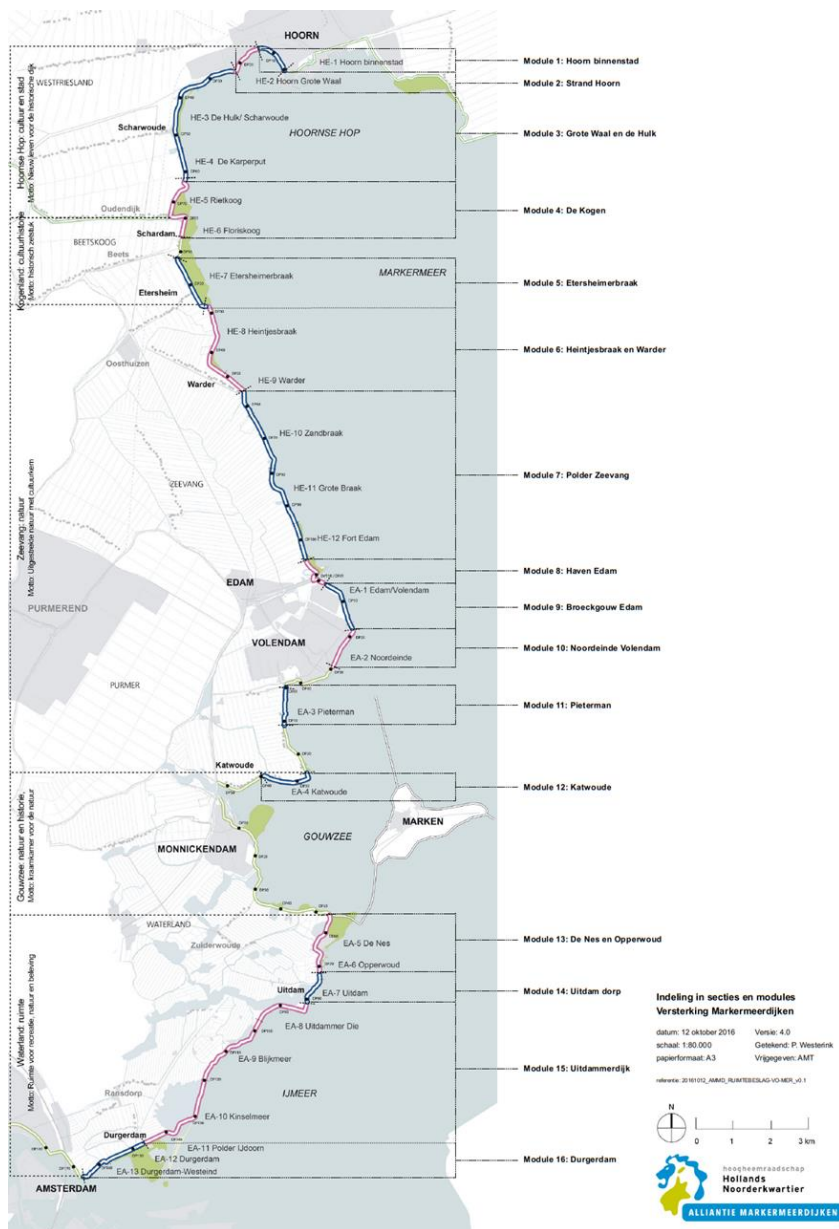 HOORN
HE-1 Hoorn binnenstad
HE-2 Hoorn Grote Waal
WESTFRIESLAND
Scharwoude
HE-3 De Hulk/ Scharwoude
HOORNSE HOP
HE-4 De Karperput
HE-5 Rietkoog
Oudendijk
Schardam
HE-6 Floriskoog
BEETSKOOG
Beets
HE-7 Etersheimerbraak
MARKERMEER
Etersheim
HE-8 Heintjesbraak
Oosthuizen
Warder
HE-9 Warder
HE-10 Zandbraak
ZEEVANG
HE-11 Grote Braak
HE-12 Fort Edam
EDAM
EA-1 Edam/Volendam
PURMEREND
VOLENDAM
EA-2 Noordeinde
PURMER
EA-3 Pieterman
Katwoude
EA-4 Katwoude
MARKEN
GOUWZEE
MONNICKENDAM
WATERLAND
EA-5 De Nes
Zuiderwoude
EA-6 Opperwoud
Uitdam
EA-7 Uitdam
EA-8 Uitdammer Die
EA-9 Blijkmeer
IJMEER
Ransdorp
EA-10 Kinselmeer
Durgerdam
EA-11 Polder IJdoorn
EA-12 Durgerdam
EA-13 Durgerdam-Westeind
AMSTERDAM
Hoornse Hop: cultuur en stad
Motto: Nieuw leven voor de historische dijk
Kogenland: cultuurhistorie
Motto: historisch zeistuk
Zeevang: natuur
Motto: Uitgestrekte natuur met cultuurkern
Gouwzee: natuur en historie,
Motto: kraamkamer voor de natuur
Waterland: ruimte
Motto: Ruimte voor recreatie, natuur en beleving
Module 1: Hoorn binnenstad
Module 2: Strand Hoorn
Module 3: Grote Waal en de Hulk
Module 4: De Kogen
Module 5: Etersheimerbraak
Module 6: Heintjesbraak en Warder
Module 7: Polder Zeevang
Module 8: Haven Edam
Module 9: Broeckgouw Edam
Module 10: Noordeinde Volendam
Module 11: Pieterman
Module 12: Katwoude
Module 13: De Nes en Opperwoud
Module 14: Uitdam dorp
Module 15: Uitdammerdijk
Module 16: Durgerdam
Indeling in secties en modules
Versterking Markermeerdijken
datum: 12 oktober 2016 Versie: 4.0
schaal: 1:80.000 Getekend: P. Westerink
papierformaat: A3 Vrijgegeven: AMT
referentie: 20161012_AMMD_RUIMTEBESLAG-VO-MER_v0.1
N
0 1 2 3 km
hoogheemraadschap
Hollands
Noorderkwartier
ALLIANTIE MARKERMEERDIJKEN